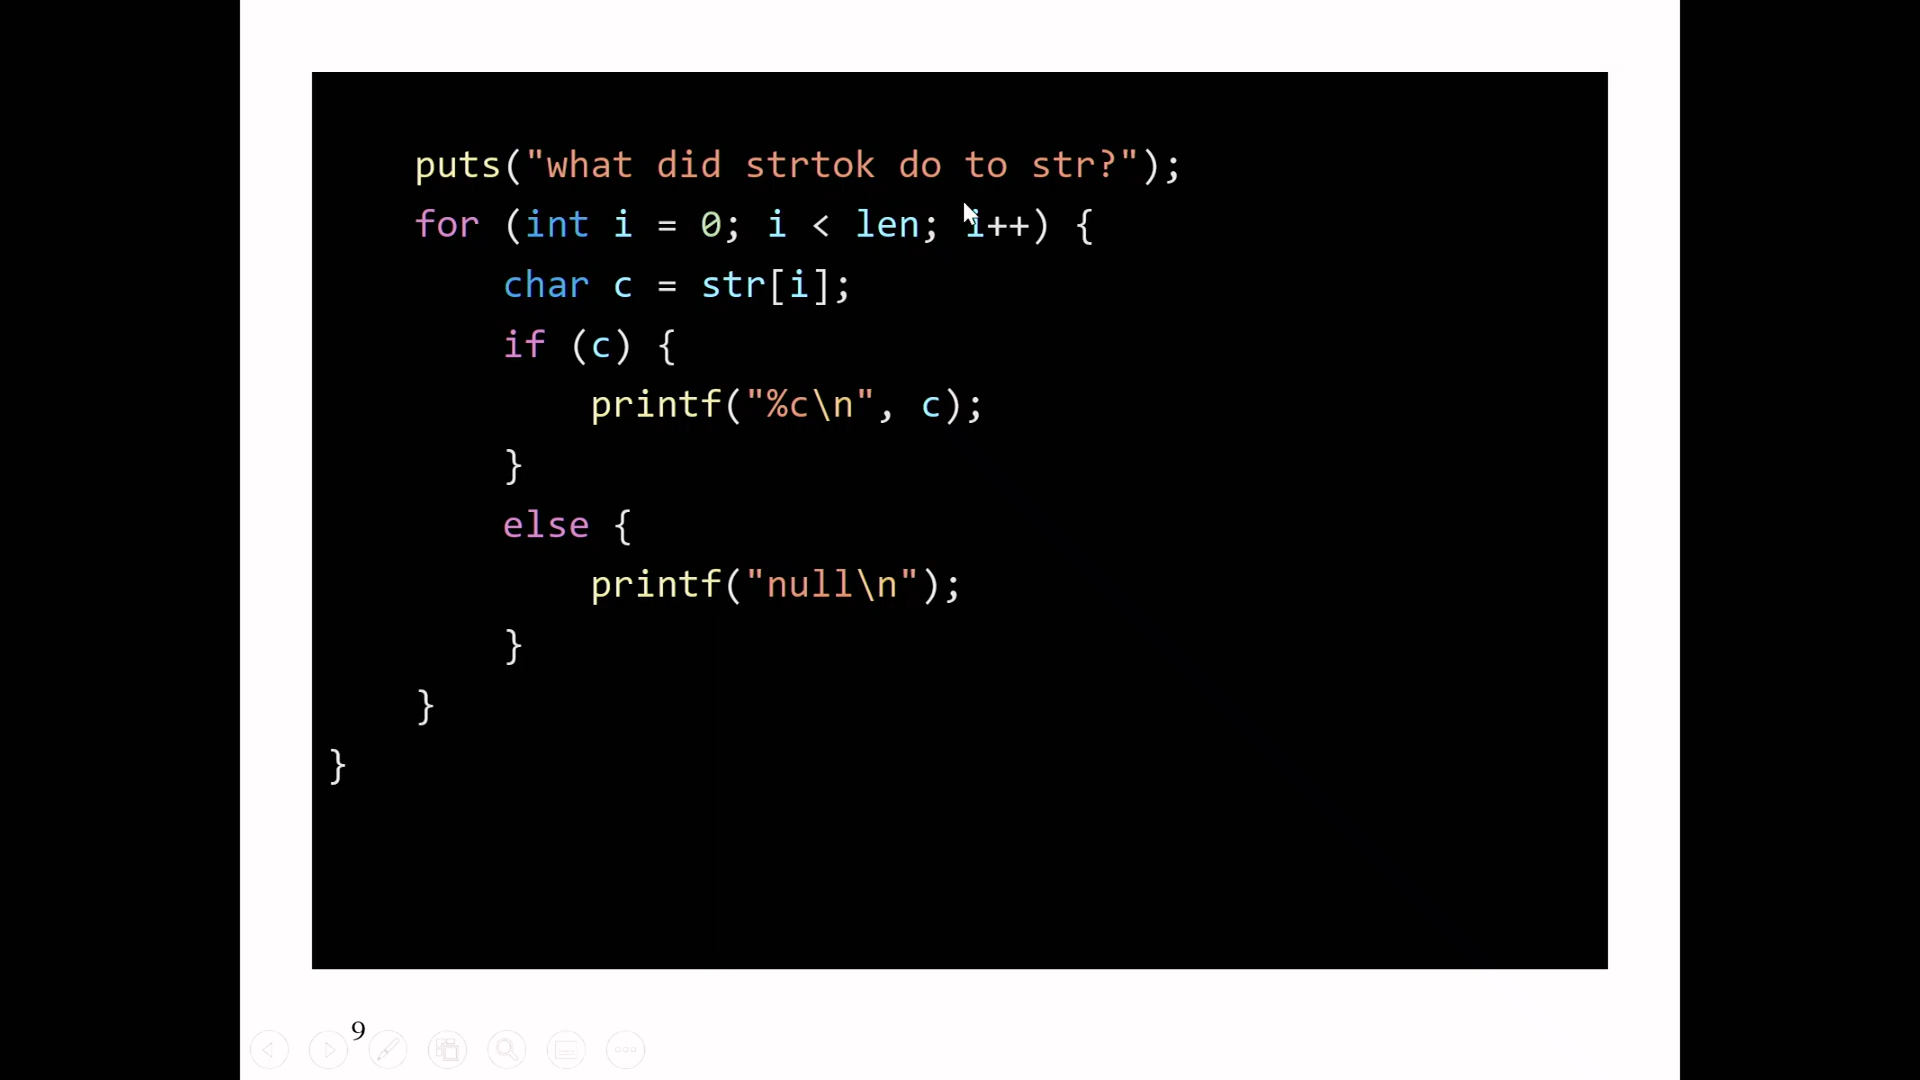 puts("what did strtok do to str?");
for (int i = 0; i < len; i++) {
char c = str[i];
if (c) {
printf("%c\n", c);
}
else {
printf("null\n");
}
}
}
9